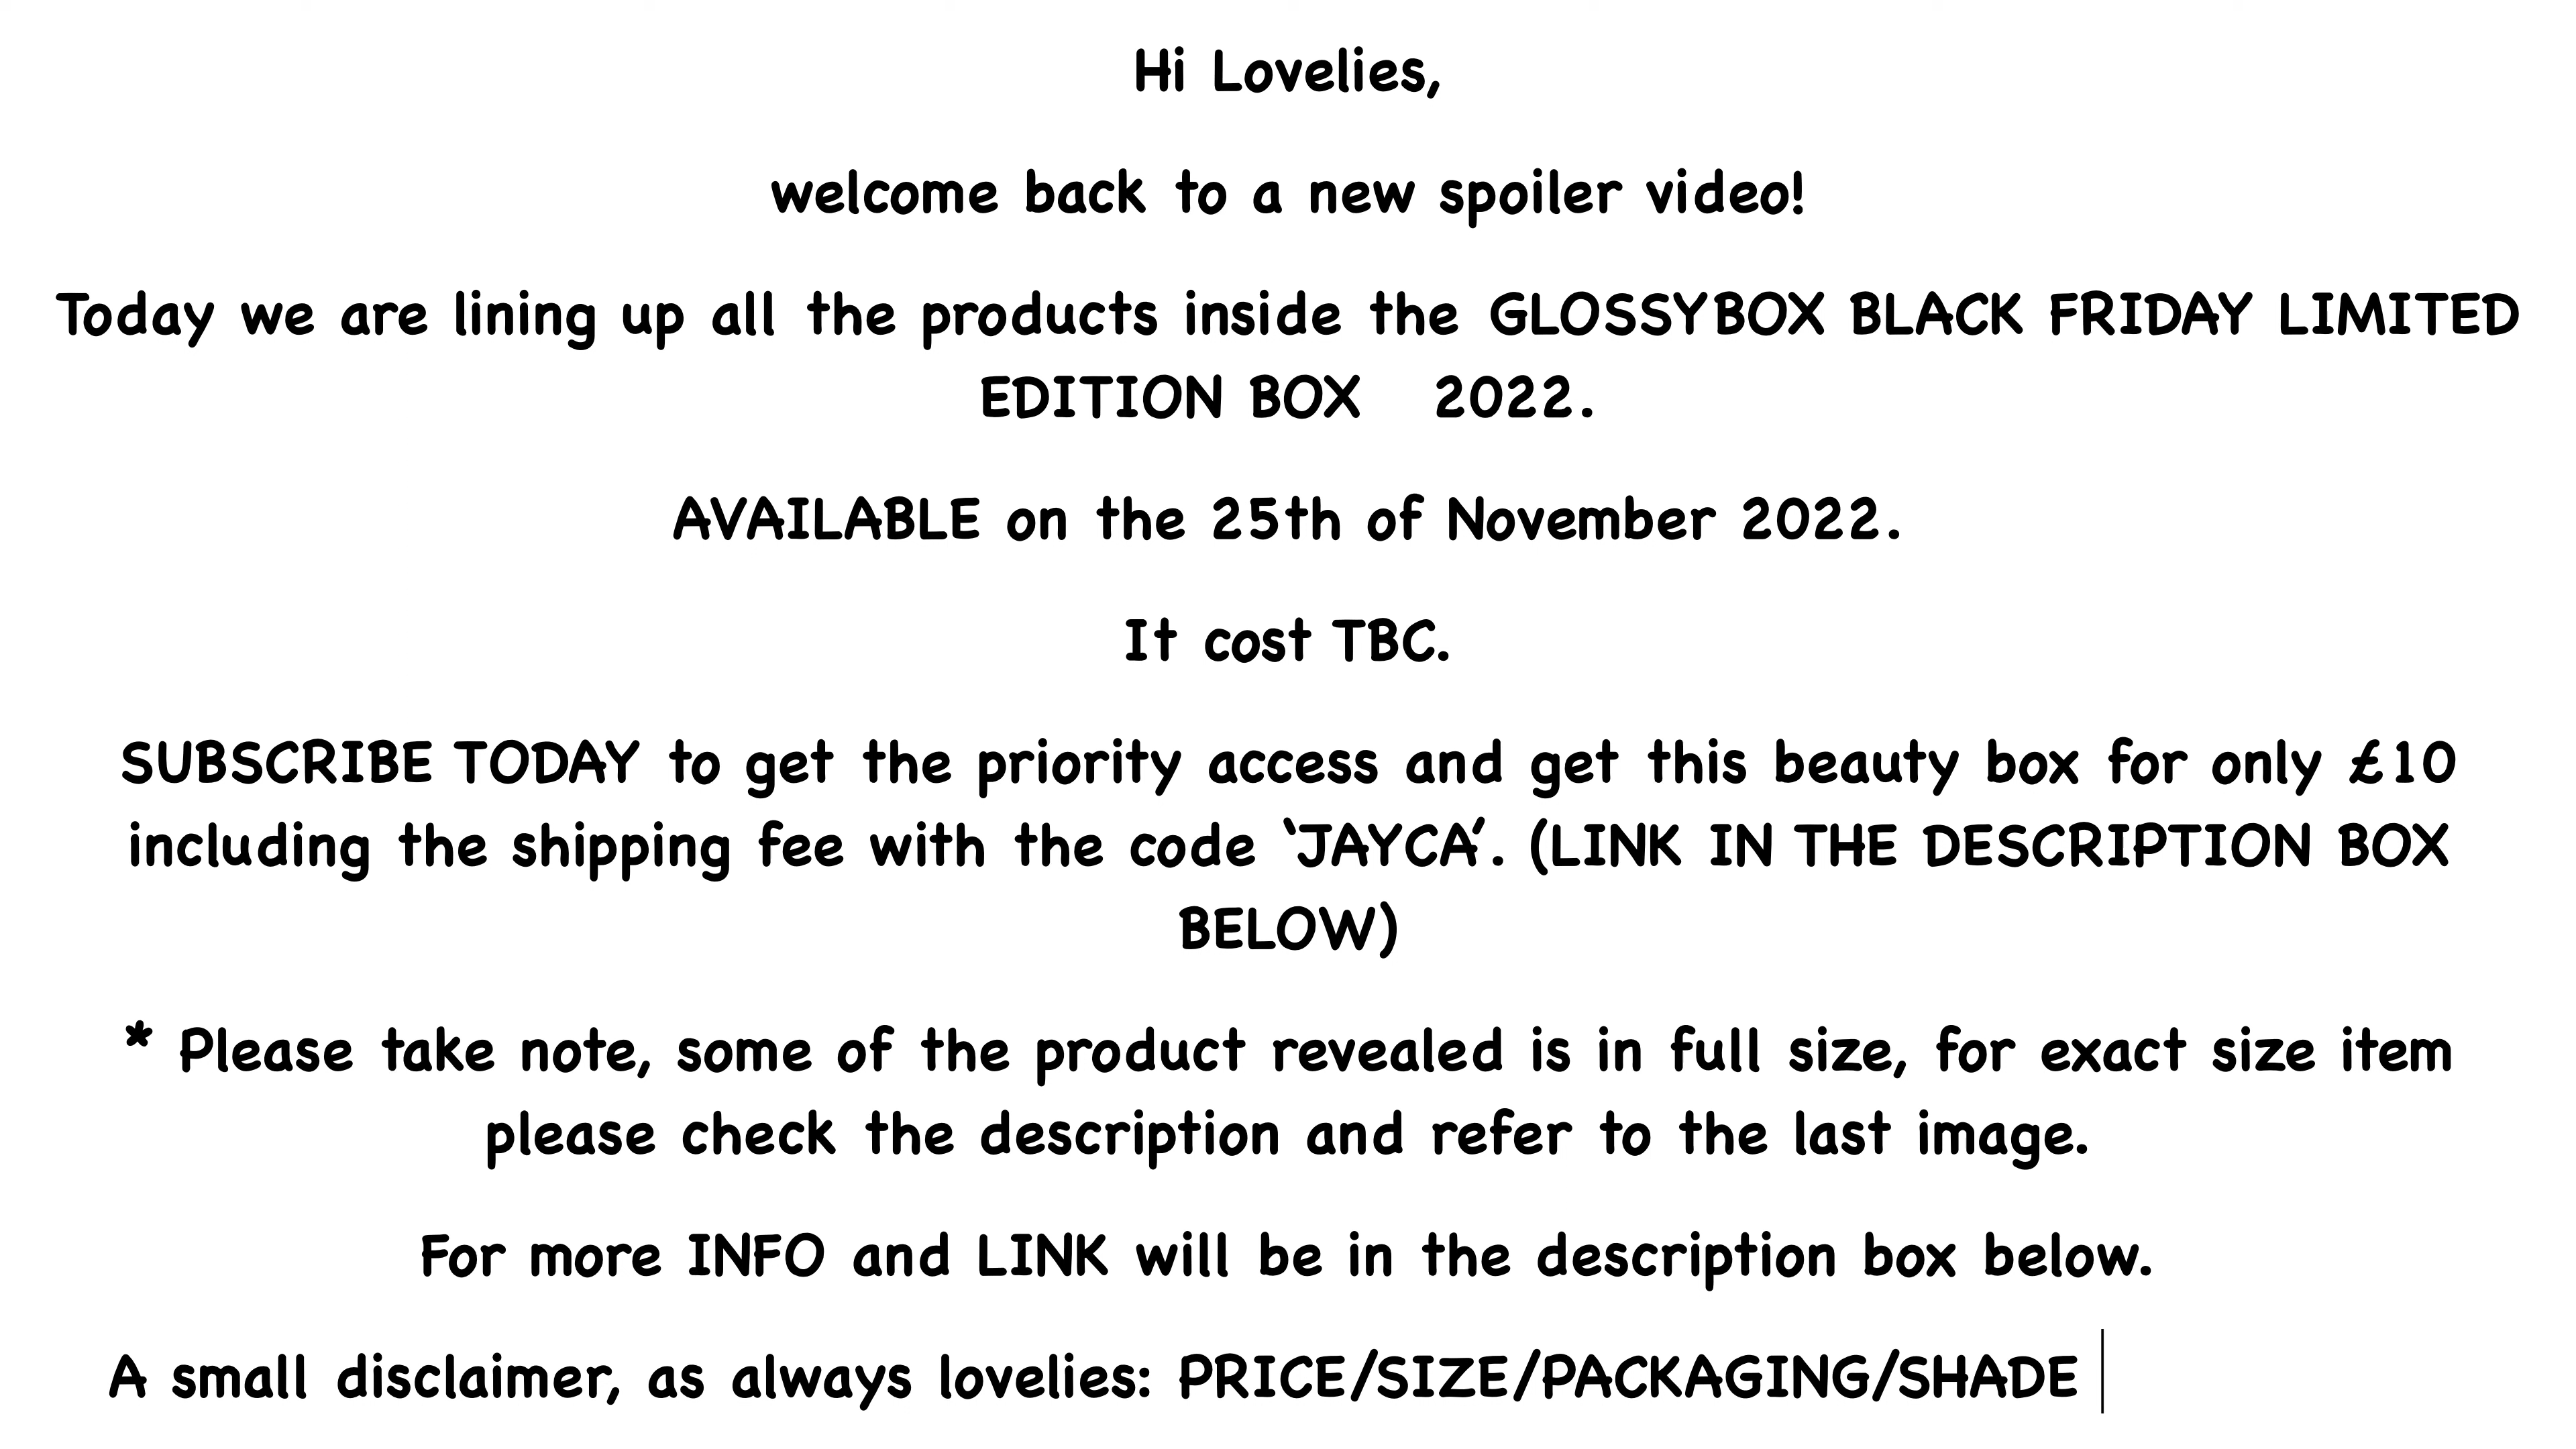 Hi Lovelies,
welcome back to a new spoiler video!
Today we are lining up all the products inside the GLOSSYBOX BLACK FRIDAY LIMITED
EDITION BOX 2022.
AVAILABLE on the 25th of November 2022.
It cost TBC.
SUBSCRIBE TODAY to get the priority access and get this beauty box for only £10
including the shipping fee with the code ‘JAYCA’. (LINK IN THE DESCRIPTION BOX
BELOW)
* Please take note, some of the product revealed is in full size, for exact size item
please check the description and refer to the last image.
For more INFO and LINK will be in the description box below.
A small disclaimer, as always lovelies: PRICE/SIZE/PACKAGING/SHADE